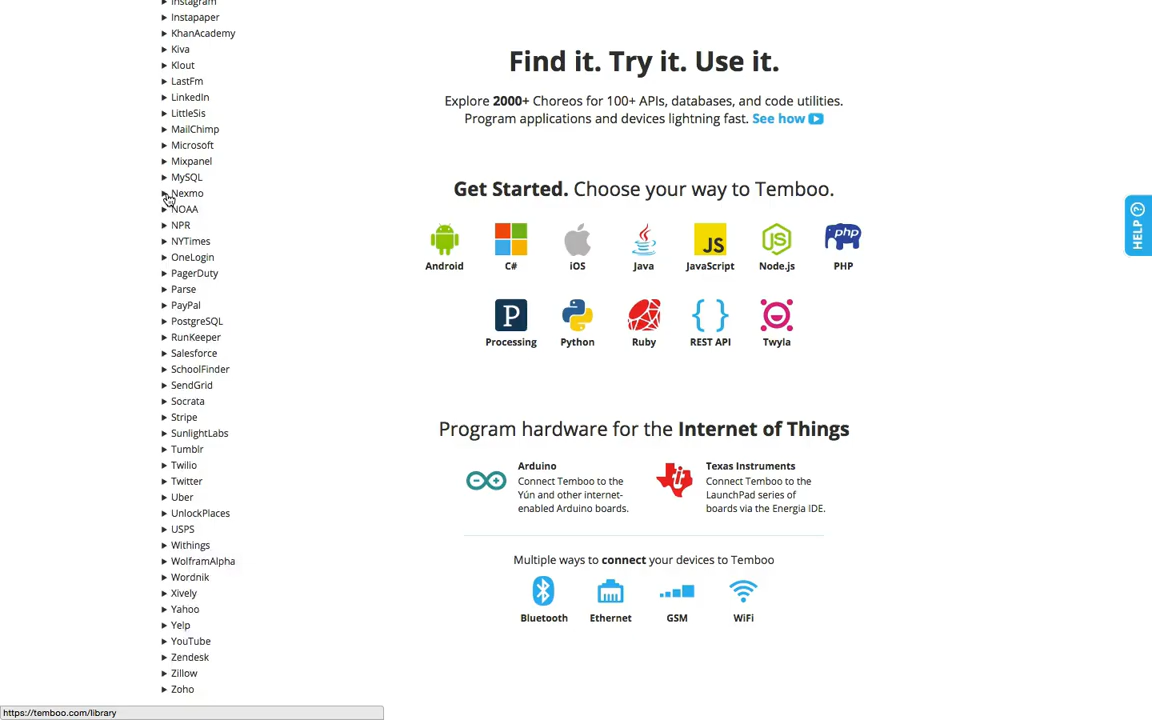 Instagram
Instapaper
KhanAcademy
Kiva
Klout
LastFm
LinkedIn
LittleSis
MailChimp
Microsoft
Mixpanel
MySQL
Nexmo
NOAA
NPR
NYTimes
OneLogin
PagerDuty
Parse
PayPal
PostgreSQL
RunKeeper
Salesforce
SchoolFinder
SendGrid
Socrata
Stripe
SunlightLabs
Tumblr
Twilio
Twitter
Uber
UnlockPlaces
USPS
Withings
WolframAlpha
Wordnik
Xively
Yahoo
Yelp
YouTube
Zendesk
Zillow
Zoho
Find it. Try it. Use it.
Explore 2000+ Choreos for 100+ APIs, databases, and code utilities.
Program applications and devices lightning fast. See how
Get Started. Choose your way to Temboo.
JS
php
Android C# iOS Java JavaScript Node.js PHP
P
{ }
Processing Python Ruby REST API Twyla
Program hardware for the Internet of Things
Arduino
Connect Temboo to the
Yún and other internet-
enabled Arduino boards.
Texas Instruments
Connect Temboo to the
LaunchPad series of
boards via the Energia IDE.
Multiple ways to connect your devices to Temboo
Bluetooth Ethernet GSM WiFi
HELP ?
https://temboo.com/library